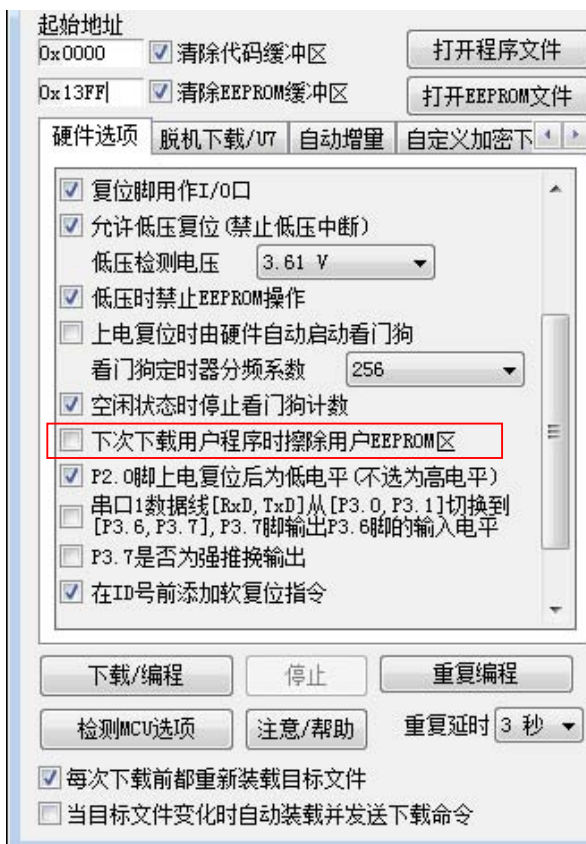 起始地址
0x0000 清除代码缓冲区 打开程序文件
0x13FF 清除EEPROM缓冲区 打开EEPROM文件
硬件选项 脱机下载/U7 自动增量 自定义加密下
复位脚用作I/O口
允许低压复位(禁止低压中断)
低压检测电压 3.61 V
低压时禁止EEPROM操作
上电复位时由硬件自动启动看门狗
看门狗定时器分频系数 256
空闲状态时停止看门狗计数
下次下载用户程序时擦除用户EEPROM区
P2.0脚上电复位后为低电平(不选为高电平)
串口1数据线[RxD,TxD]从[P3.0,P3.1]切换到
[P3.6,P3.7],P3.7脚输出P3.6脚的输入电平
P3.7是否为强推换输出
在ID号前添加软复位指令
下载/编程 停止 重复编程
检测MCU选项 注意/帮助 重复延时 3 秒
每次下载前都重新装载目标文件
当目标文件变化时自动装载并发送下载命令